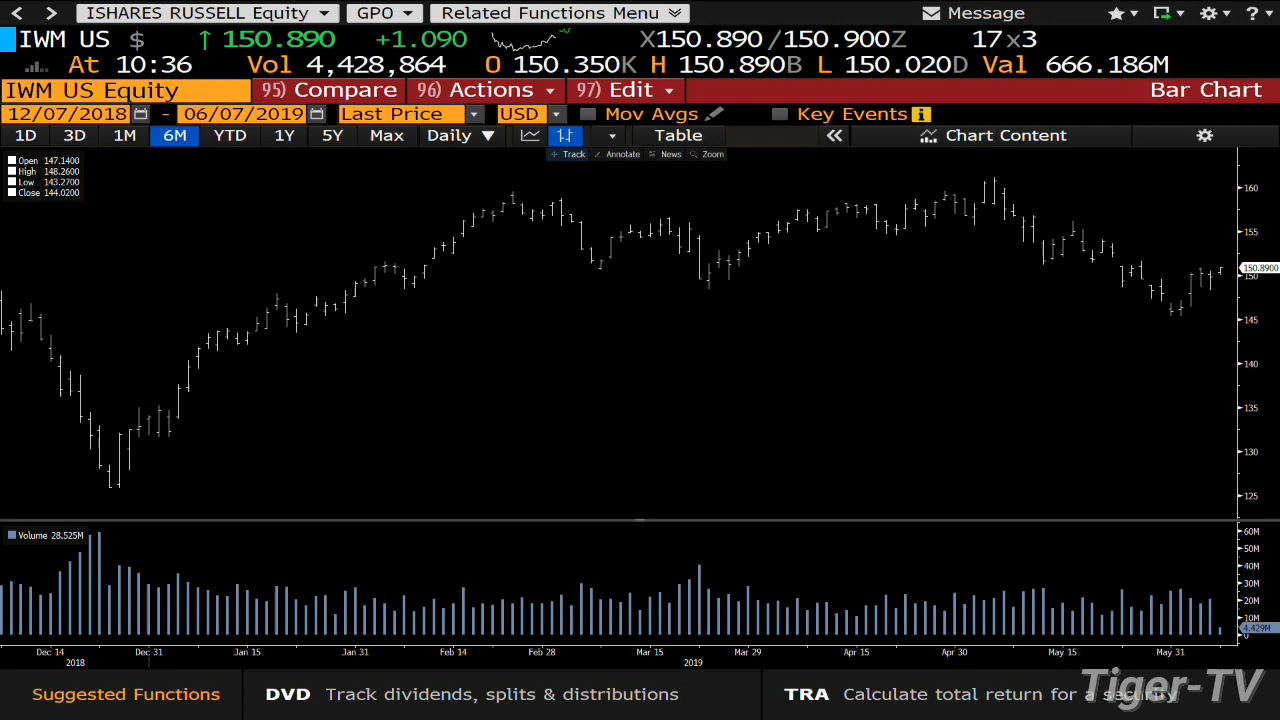 < > ISHARES RUSSELL Equity GPO Related Functions Menu Message ?
IWM US $ ↑ 150.890 +1.090 X150.890 /150.900Z 17x3
At 10:36 Vol 4,428,864 O 150.350K H 150.890B L 150.020D Val 666.186M
IWM US Equity 95) Compare 96) Actions 97) Edit Bar Chart
12/07/2018 - 06/07/2019 Last Price USD Mov Avgs Key Events i
1D 3D 1M 6M YTD 1Y 5Y Max Daily ▼ Table « Chart Content
Track Annotate News Zoom
Open 147.1400
High 148.2600
Low 143.2700
Close 144.0200
160
155
150.8900
150
145
140
135
130
125
Volume 28.525M
60M
50M
40M
30M
20M
10M
4.429M
0
Dec 14 Dec 31 Jan 15 Jan 31 Feb 14 Feb 28 Mar 15 Mar 29 Apr 15 Apr 30 May 15 May 31
2018 2019
Suggested Functions DVD Track dividends, splits & distributions TRA Calculate total return for a security
Tiger-TV